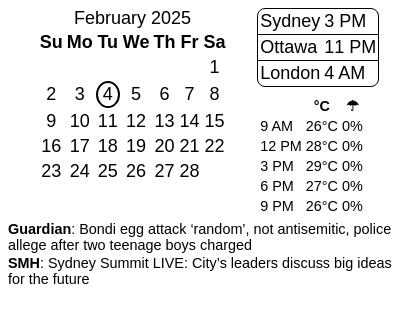 February 2025
Su Mo Tu We Th Fr Sa
1
2 3 4 5 6 7 8
9 10 11 12 13 14 15
16 17 18 19 20 21 22
23 24 25 26 27 28
Sydney 3 PM
Ottawa 11 PM
London 4 AM
°C ☂
9 AM 26°C 0%
12 PM 28°C 0%
3 PM 29°C 0%
6 PM 27°C 0%
9 PM 26°C 0%
Guardian: Bondi egg attack ‘random’, not antisemitic, police
allege after two teenage boys charged
SMH: Sydney Summit LIVE: City’s leaders discuss big ideas
for the future